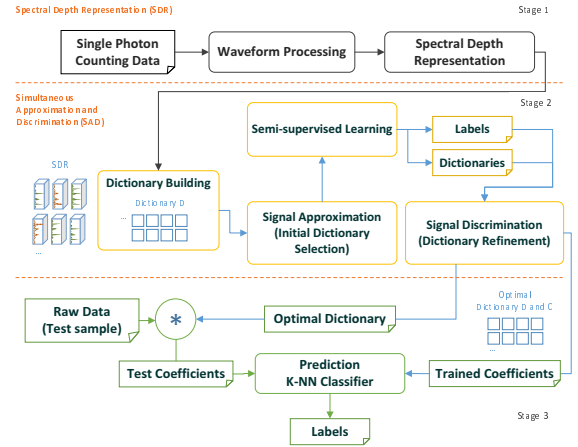 Spectral Depth Representation (SDR)
Stage 1
Single Photon
Counting Data
Waveform Processing
Spectral Depth
Representation
Simultaneous
Approximation and
Discrimination (SAD)
Stage 2
Semi-supervised Learning
Labels
Dictionaries
SDR
...
Dictionary Building
Dictionary D
...
Signal Approximation
(Initial Dictionary
Selection)
Signal Discrimination
(Dictionary Refinement)
Raw Data
(Test sample)
*
Optimal Dictionary
Optimal
Dictionary D and C
...
Test Coefficients
Prediction
K-NN Classifier
Trained Coefficients
Labels
Stage 3